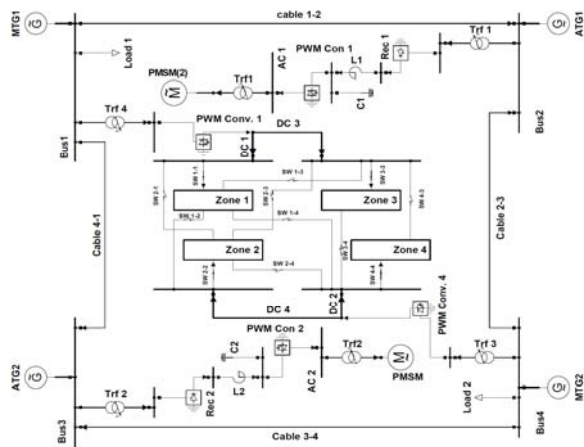 cable 1-2
MTG1
G
ATG1
G
Load 1
PWM Con 1
Rec 1
Trf 1
AC 1
L1
PMSM(2)
Trf1
M
C1
Trf 4
PWM Conv. 1
DC 3
DC 1
Bus1
Bus2
SW 1-1
SW 1-3
SW 3-3
SW 2-1
SW 2-3
SW 4-3
Zone 1
Zone 3
SW 1-2
SW 1-4
Cable 4-1
Cable 2-3
Zone 2
Zone 4
SW 2-2
SW 2-4
SW 4-4
DC 4
DC 2
PWM Conv. 4
PWM Con 2
C2
Trf2
Trf 3
AC 2
M
PMSM
ATG2
G
Trf 2
Rec 2
L2
Load 2
MTG2
G
Bus3
Bus4
Cable 3-4